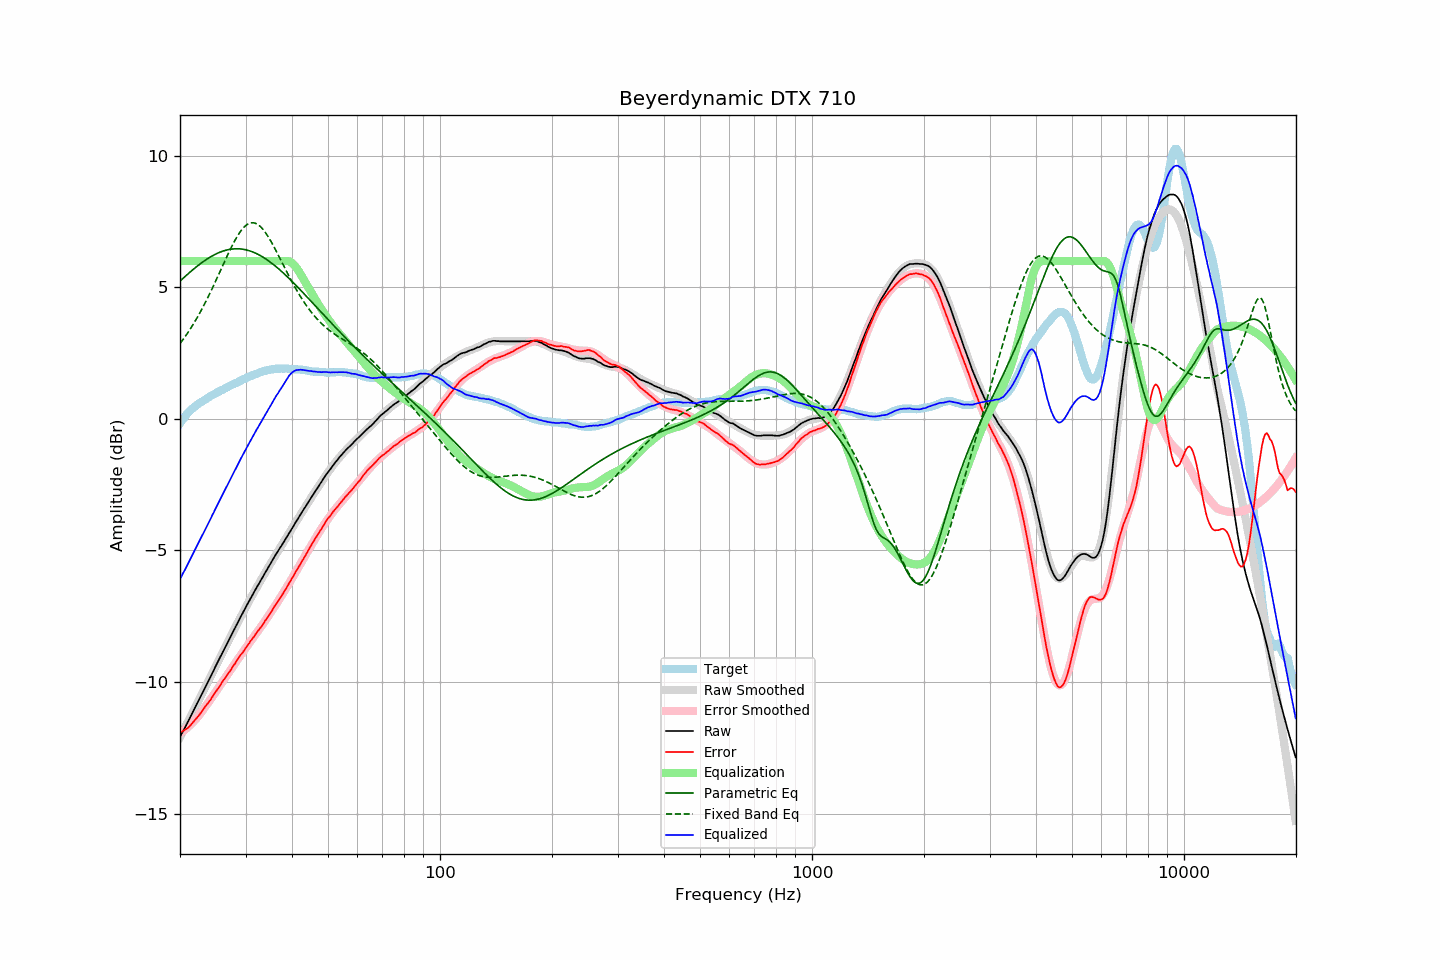 Beyerdynamic DTX 710
Amplitude (dBr)
10
5
0
−5
−10
−15
Target
Raw Smoothed
Error Smoothed
Raw
Error
Equalization
Parametric Eq
Fixed Band Eq
Equalized
100
1000
10000
Frequency (Hz)